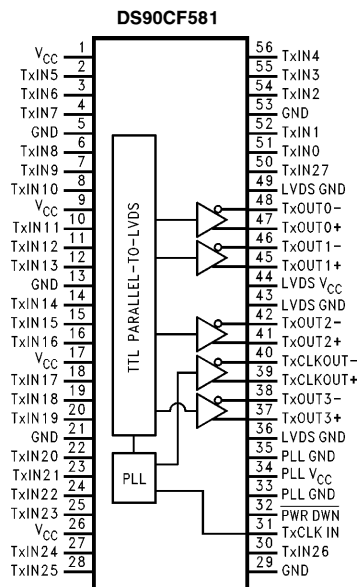 DS90CF581
VCC 1
TxIN5 2
TxIN6 3
TxIN7 4
GND 5
TxIN8 6
TxIN9 7
TxIN10 8
VCC 9
TxIN11 10
TxIN12 11
TxIN13 12
GND 13
TxIN14 14
TxIN15 15
TxIN16 16
VCC 17
TxIN17 18
TxIN18 19
TxIN19 20
GND 21
TxIN20 22
TxIN21 23
TxIN22 24
TxIN23 25
VCC 26
TxIN24 27
TxIN25 28
TTL PARALLEL-TO-LVDS
PLL
56 TxIN4
55 TxIN3
54 TxIN2
53 GND
52 TxIN1
51 TxIN0
50 TxIN27
49 LVDS GND
48 TxOUT0-
47 TxOUT0+
46 TxOUT1-
45 TxOUT1+
44 LVDS VCC
43 LVDS GND
42 TxOUT2-
41 TxOUT2+
40 TxCLKOUT-
39 TxCLKOUT+
38 TxOUT3-
37 TxOUT3+
36 LVDS GND
35 PLL GND
34 PLL VCC
33 PLL GND
32 PWR DWN
31 TxCLK IN
30 TxIN26
29 GND